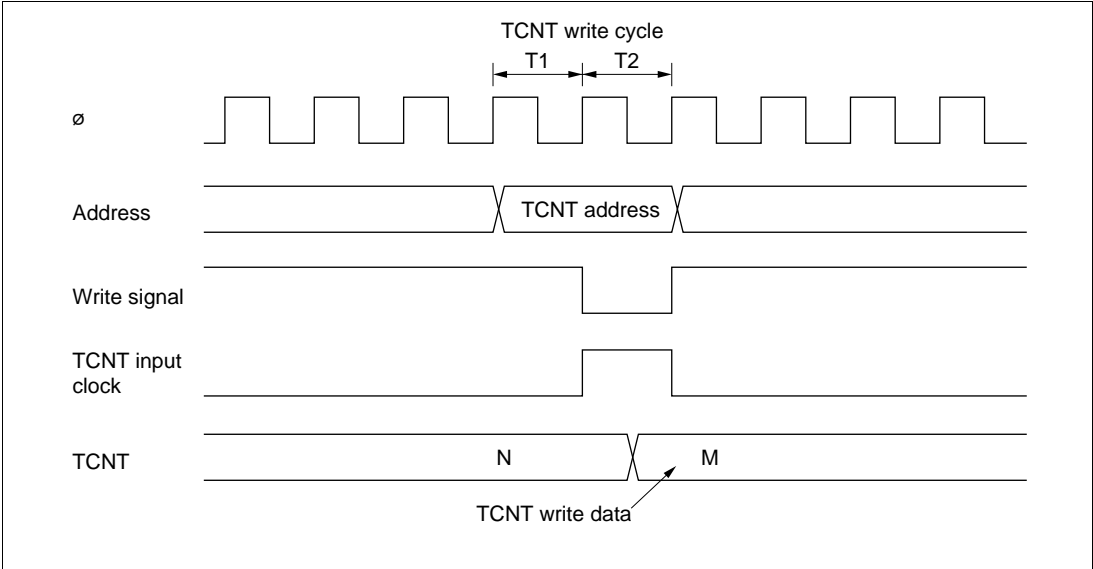 TCNT write cycle
T1 T2
ø
Address
TCNT address
Write signal
TCNT input
clock
TCNT
N
M
TCNT write data